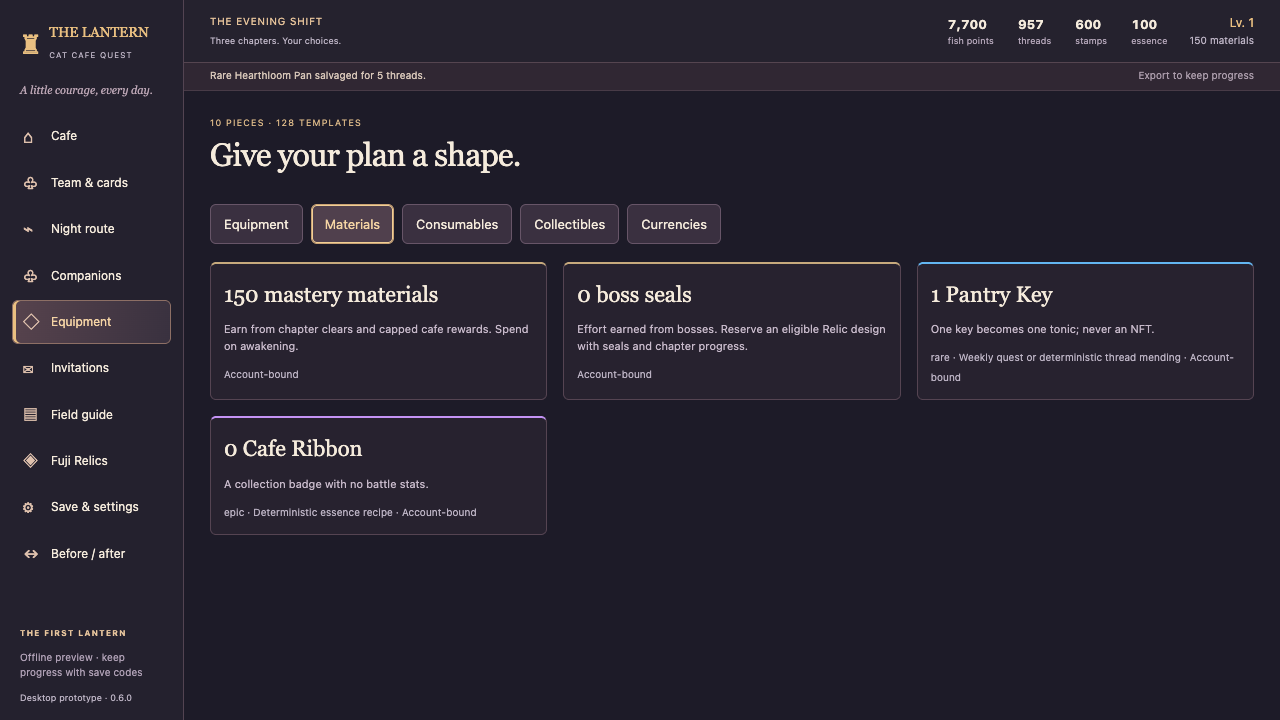 THE LANTERN
CAT CAFE QUEST
A little courage, every day.
Cafe
Team & cards
Night route
Companions
Equipment
Invitations
Field guide
Fuji Relics
Save & settings
Before / after
THE FIRST LANTERN
Offline preview · keep
progress with save codes
Desktop prototype · 0.6.0
THE EVENING SHIFT
Three chapters. Your choices.
7,700
fish points
957
threads
600
stamps
100
essence
Lv. 1
150 materials
Rare Hearthloom Pan salvaged for 5 threads.
Export to keep progress
10 PIECES · 128 TEMPLATES
Give your plan a shape.
Equipment
Materials
Consumables
Collectibles
Currencies
150 mastery materials
Earn from chapter clears and capped cafe rewards. Spend
on awakening.
Account-bound
0 boss seals
Effort earned from bosses. Reserve an eligible Relic design
with seals and chapter progress.
Account-bound
1 Pantry Key
One key becomes one tonic; never an NFT.
rare · Weekly quest or deterministic thread mending · Account-
bound
0 Cafe Ribbon
A collection badge with no battle stats.
epic · Deterministic essence recipe · Account-bound